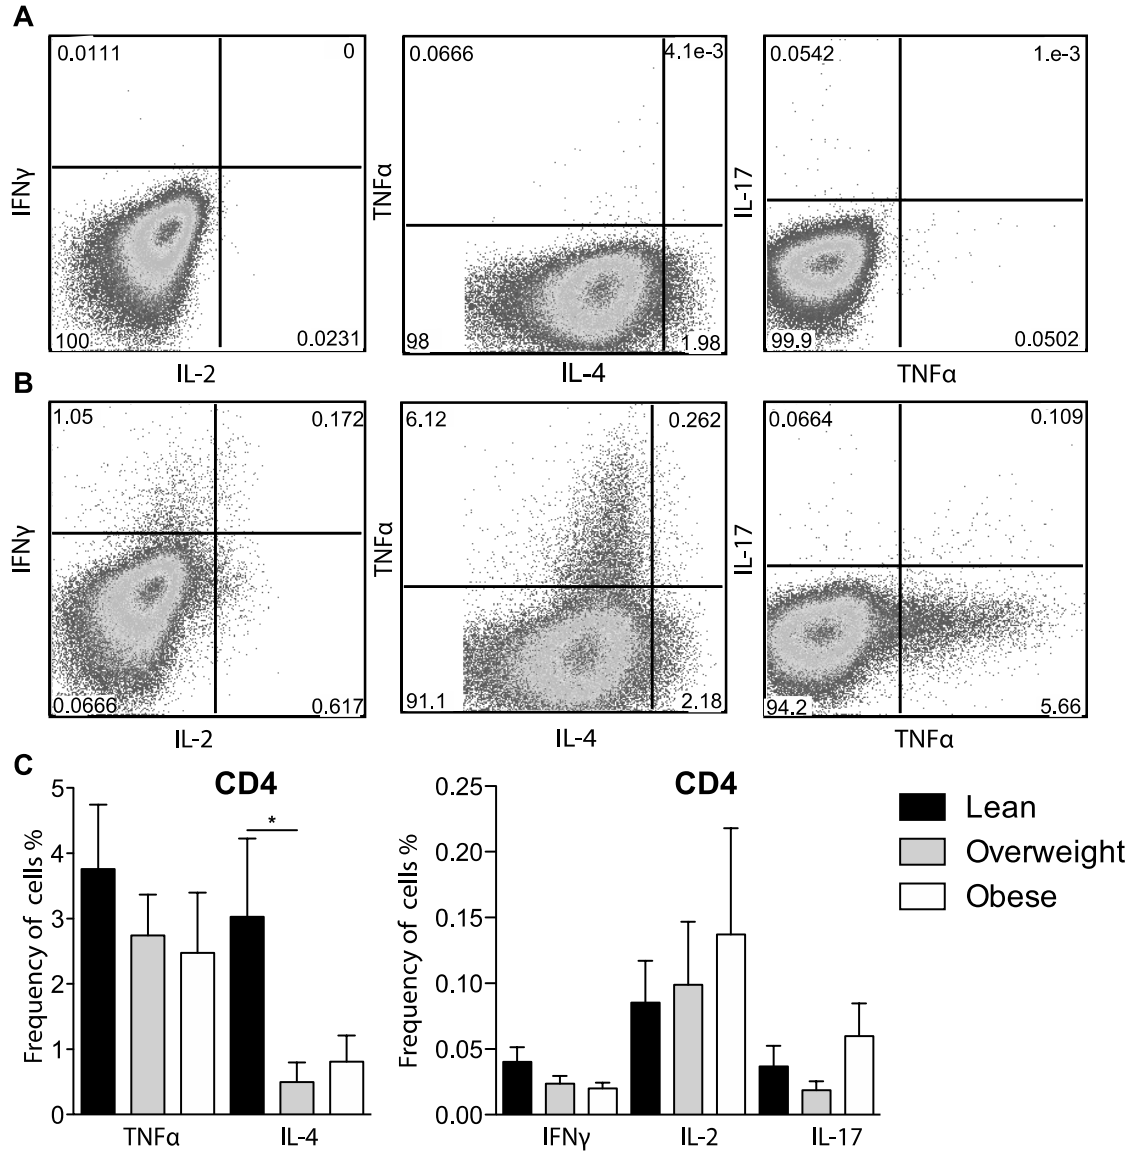 A
0.0111 0
IFNγ
100 0.0231
IL-2
0.0666 4.1e-3
TNFα
98 1.98
IL-4
0.0542 1.e-3
IL-17
99.9 0.0502
TNFα
B
1.05 0.172
IFNγ
0.0666 0.617
IL-2
6.12 0.262
TNFα
91.1 2.18
IL-4
0.0664 0.109
IL-17
94.2 5.66
TNFα
C
CD4
Frequency of cells %
5
4
3
2
1
0
*
TNFα IL-4
CD4
Frequency of cells %
0.25
0.20
0.15
0.10
0.05
0.00
IFNγ IL-2 IL-17
Lean
Overweight
Obese